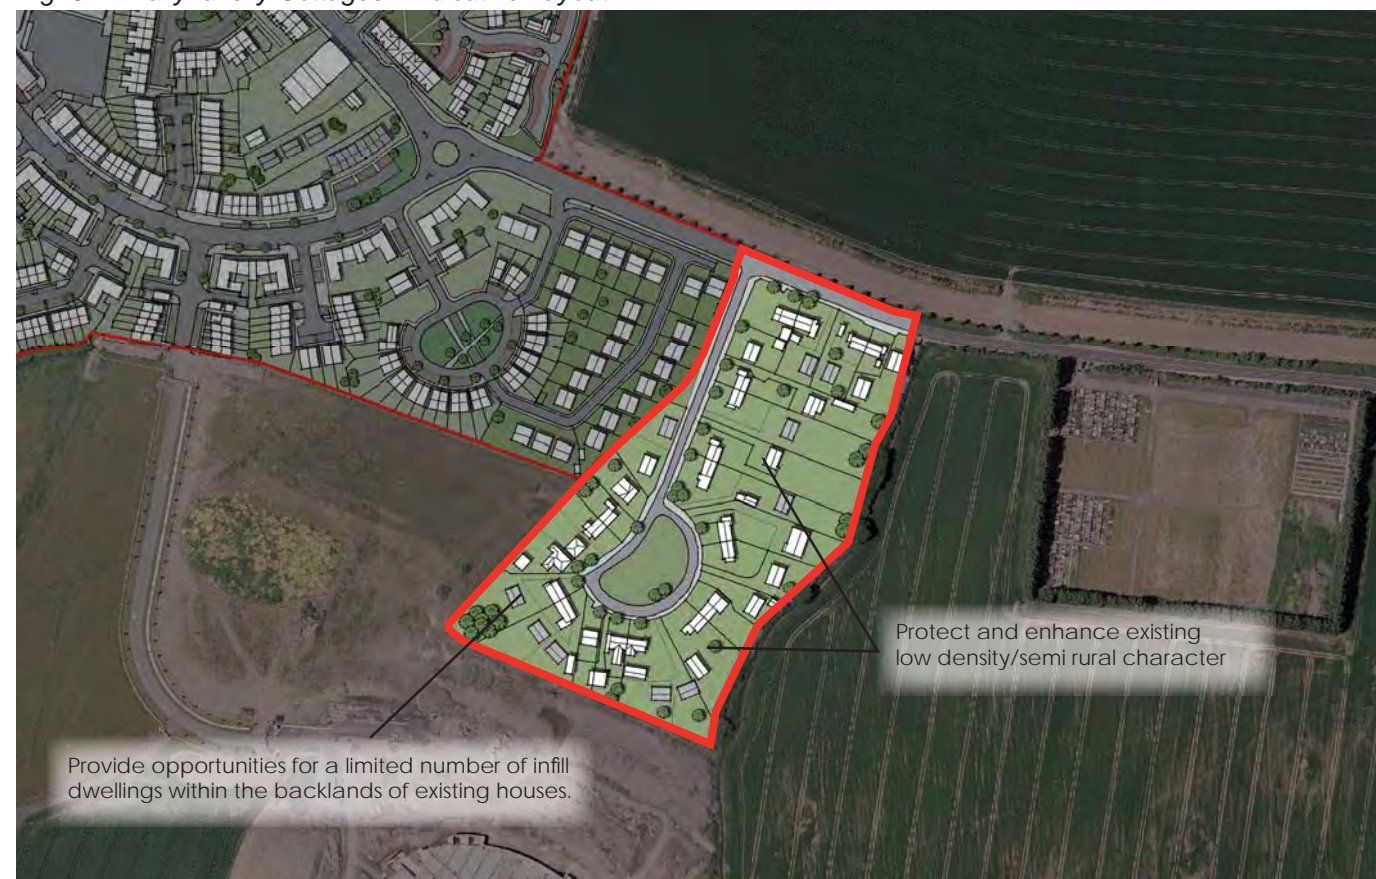 Protect and enhance existing
low density/semi rural character
Provide opportunities for a limited number of infill
dwellings within the backlands of existing houses.